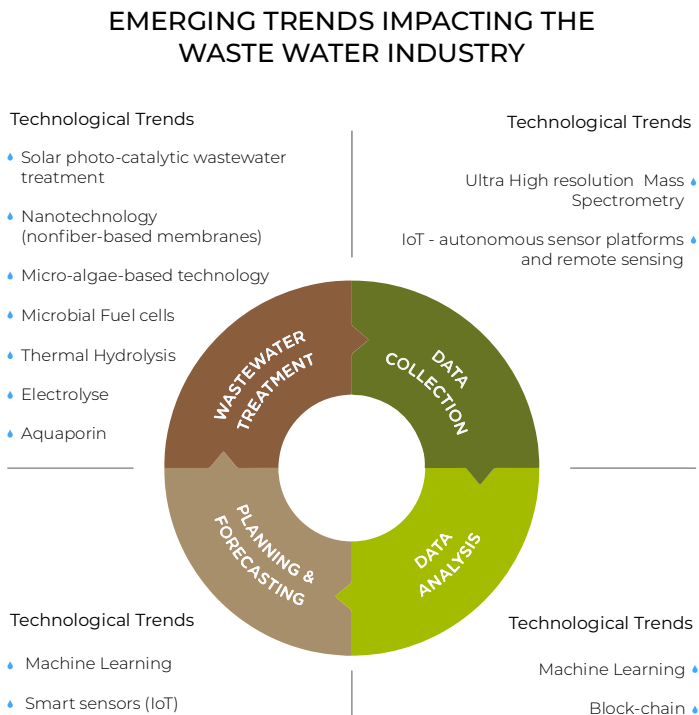 EMERGING TRENDS IMPACTING THE
WASTE WATER INDUSTRY
Technological Trends
Solar photo-catalytic wastewater
treatment
Nanotechnology
(nonfiber-based membranes)
Micro-algae-based technology
Microbial Fuel cells
Thermal Hydrolysis
Electrolyse
Aquaporin
Technological Trends
Ultra High resolution Mass
Spectrometry
IoT - autonomous sensor platforms
and remote sensing
WASTEWATER
TREATMENT
DATA
COLLECTION
PLANNING &
FORECASTING
DATA
ANALYSIS
Technological Trends
Machine Learning
Smart sensors (IoT)
Technological Trends
Machine Learning
Block-chain